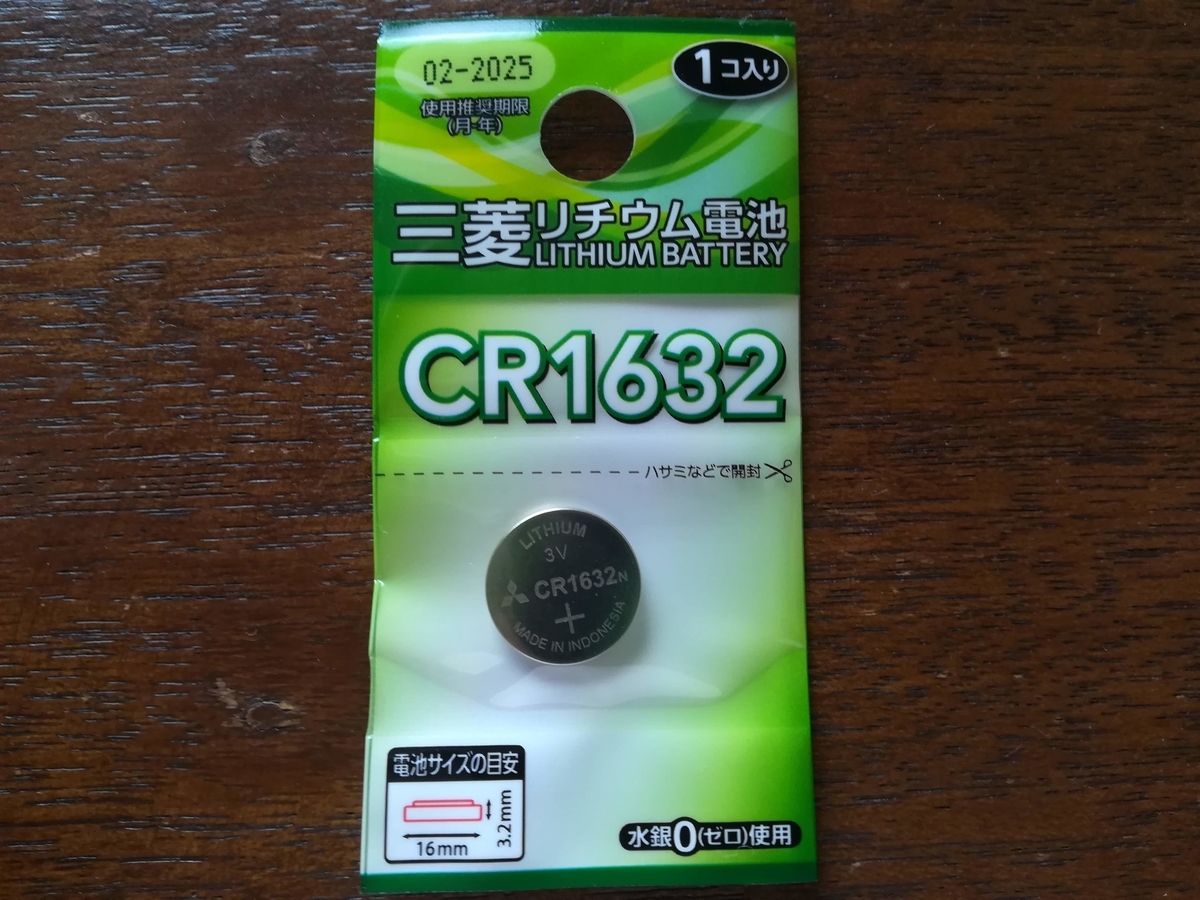 02-2025
1コ入り
使用推奨期限
(月-年)
三菱リチウム電池
LITHIUM BATTERY
CR1632
ハサミなどで開封
LITHIUM
3V
CR1632N
+
MADE IN INDONESIA
電池サイズの目安
3.2mm
16mm
水銀0(ゼロ)使用